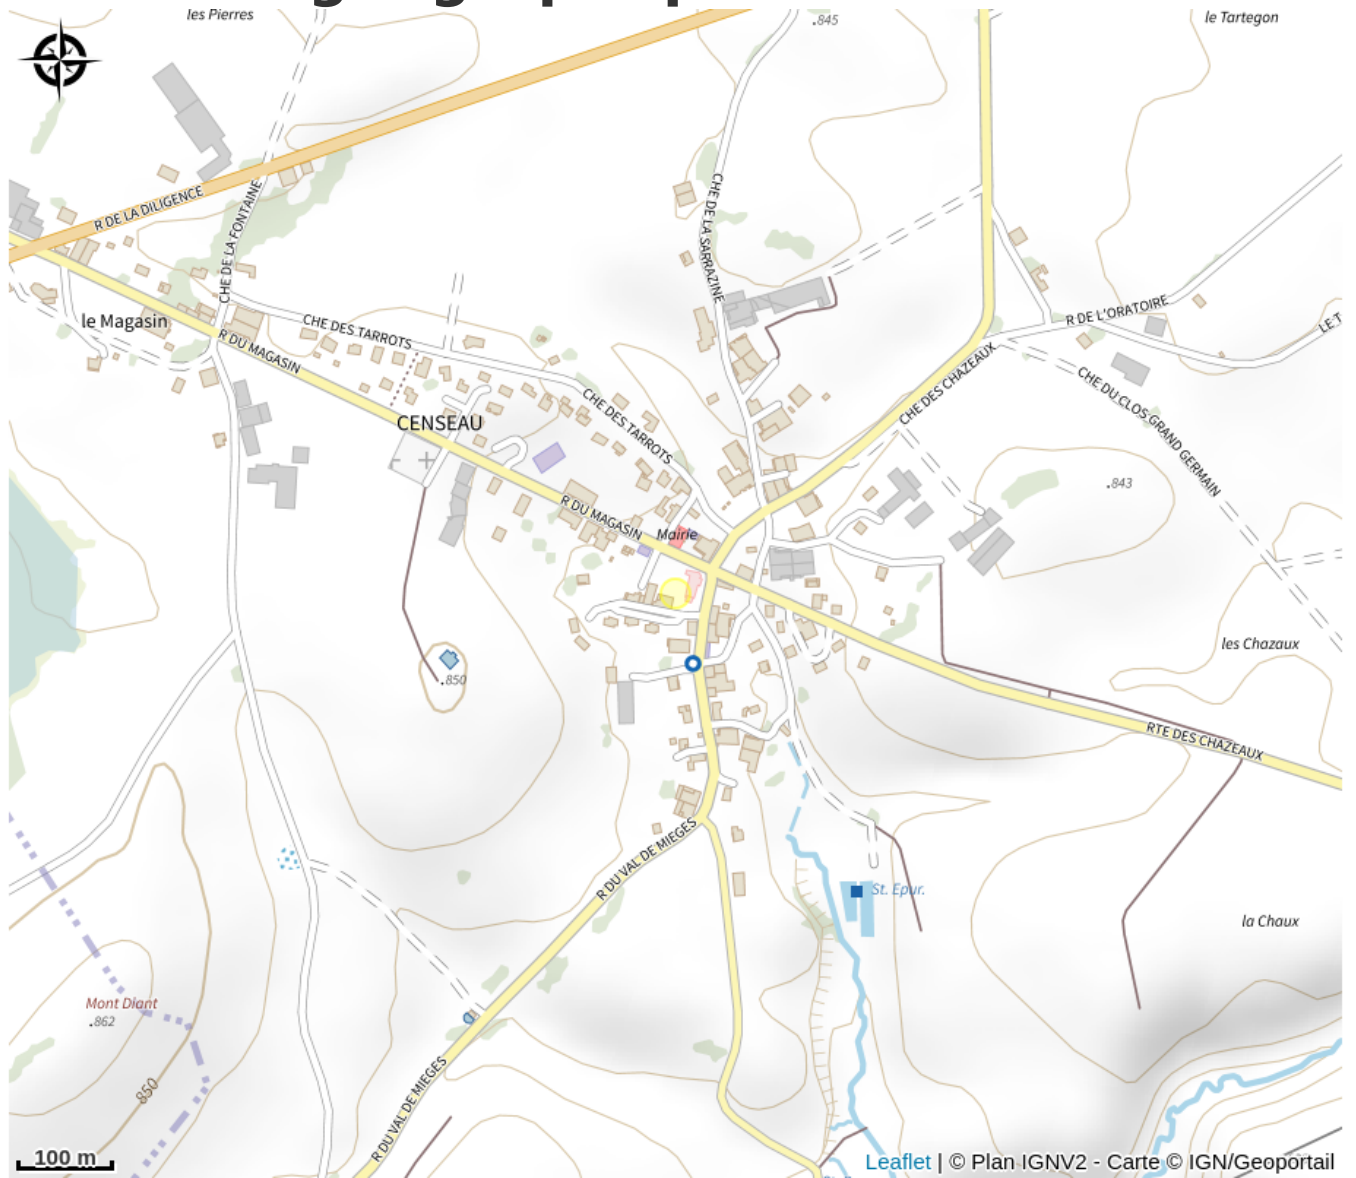 les Pierres
.845
le Tartegon
R DE LA DILIGENCE
CHE DE LA FONTAINE
CHE DE LA SARRAZINE
le Magasin
CHE DES TARROTS
R DU MAGASIN
R DE L'ORATOIRE
LE T
CHE DES CHAZEAUX
CHE DU CLOS GRAND GERMAIN
CENSEAU
CHE DES TARROTS
.843
R DU MAGASIN
Mairie
les Chazaux
.850
RTE DES CHAZEAUX
R DU VAL DE MIEGES
St. Epur.
la Chaux
Mont Diant
.862
850
R DU VAL DE MIEGES
100 m
Leaflet | © Plan IGNV2 - Carte © IGN/Geoportail